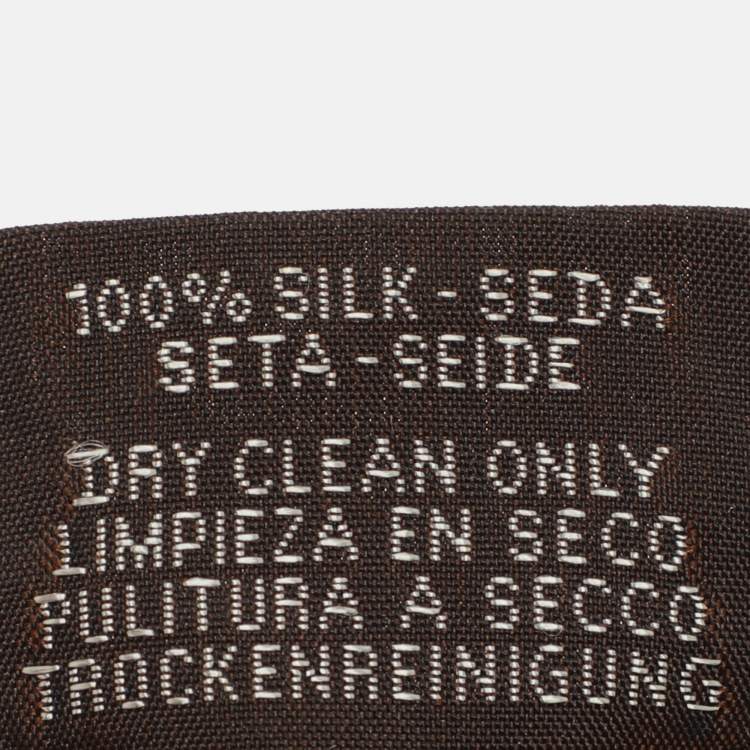 100% SILK - SEDA
SETA - SEIDE
DRY CLEAN ONLY
LIMPIEZA EN SECO
PULITURA A SECCO
TROCKENREINIGUNG